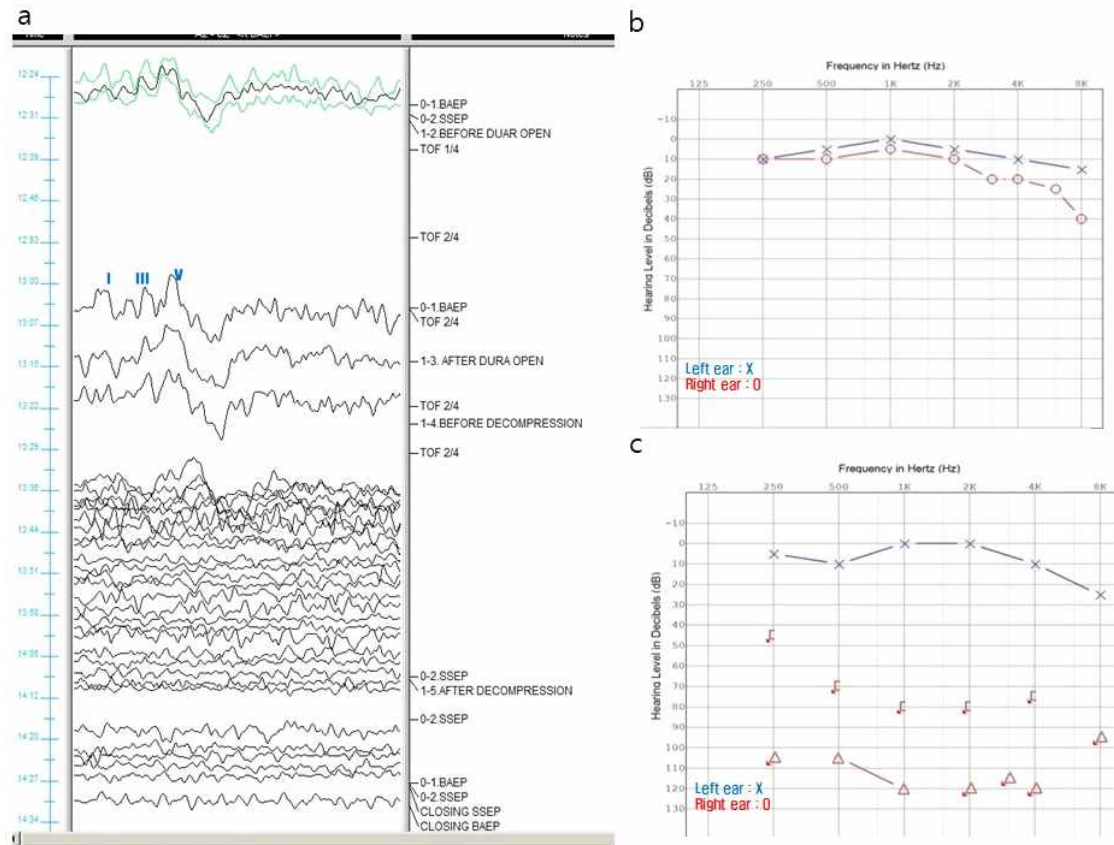 a
Time
A2 - CZ <R.BAEP>
Notes
12:24
12:31
12:39
12:46
12:53
13:00
13:07
13:15
13:22
13:29
13:36
13:44
13:51
13:58
14:05
14:12
14:20
14:27
14:34
I III V
0-1.BAEP
0-2.SSEP
1-2.BEFORE DUAR OPEN
TOF 1/4
TOF 2/4
0-1.BAEP
TOF 2/4
1-3. AFTER DURA OPEN
TOF 2/4
1-4.BEFORE DECOMPRESSION
TOF 2/4
0-2.SSEP
1-5.AFTER DECOMPRESSION
0-2.SSEP
0-1.BAEP
0-2.SSEP
CLOSING SSEP
CLOSING BAEP
b
Frequency in Hertz (Hz)
125 250 500 1K 2K 4K 8K
Hearing Level in Decibels (dB)
-10
0
10
20
30
40
50
60
70
80
90
100
110
120
130
Left ear : X
Right ear : O
c
Frequency in Hertz (Hz)
125 250 500 1K 2K 4K 8K
Hearing Level in Decibels (dB)
-10
0
10
20
30
40
50
60
70
80
90
100
110
120
130
Left ear : X
Right ear : O